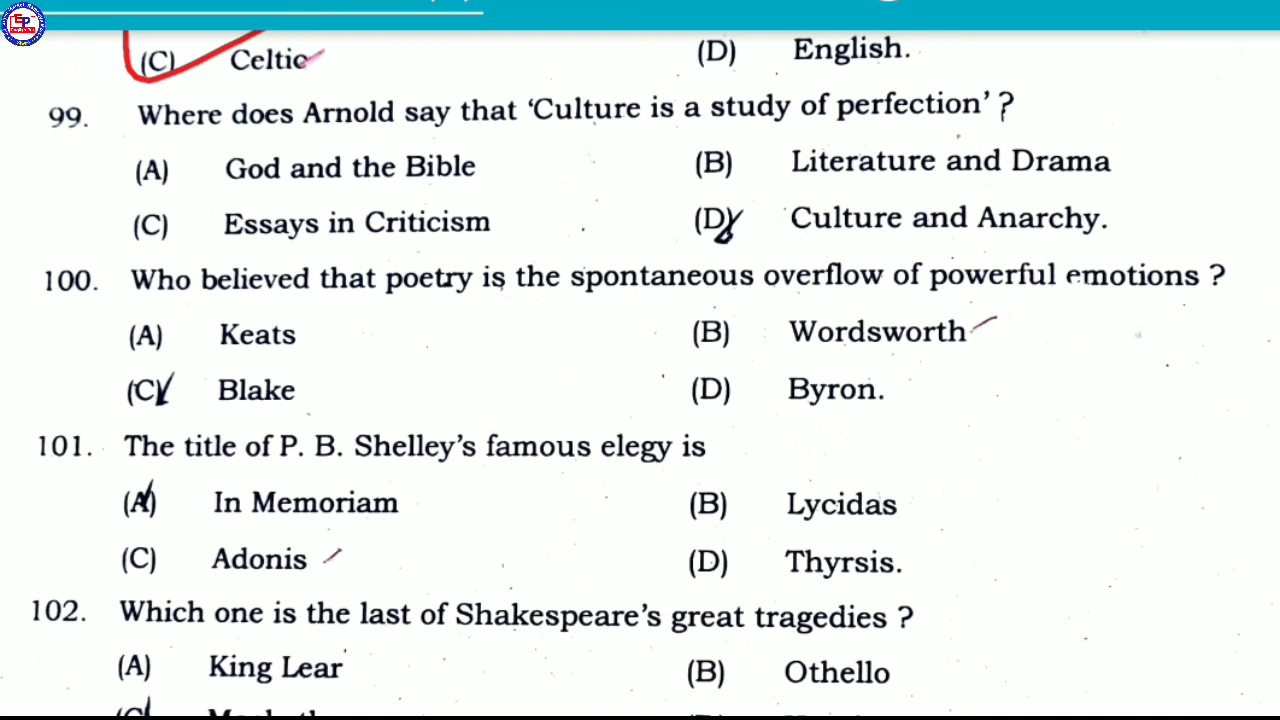 EP
(C) Celtic (D) English.
99. Where does Arnold say that ‘Culture is a study of perfection’ ?
(A) God and the Bible (B) Literature and Drama
(C) Essays in Criticism (D) Culture and Anarchy.
100. Who believed that poetry is the spontaneous overflow of powerful emotions ?
(A) Keats (B) Wordsworth
(C) Blake (D) Byron.
101. The title of P. B. Shelley’s famous elegy is
(A) In Memoriam (B) Lycidas
(C) Adonis (D) Thyrsis.
102. Which one is the last of Shakespeare’s great tragedies ?
(A) King Lear (B) Othello